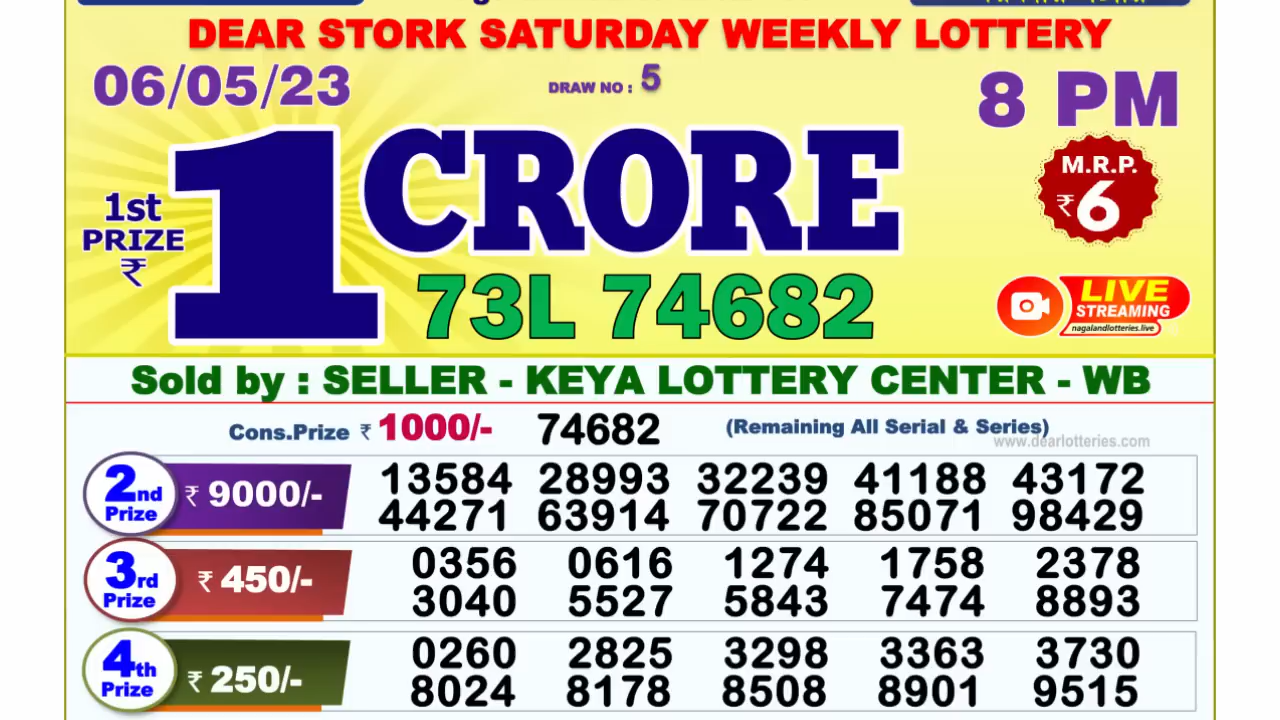 DEAR STORK SATURDAY WEEKLY LOTTERY
06/05/23
DRAW NO : 5
8 PM
1st
PRIZE
₹
1 CRORE
M.R.P.
₹6
73L 74682
LIVE
STREAMING
nagalandlotteries.live
Sold by : SELLER - KEYA LOTTERY CENTER - WB
Cons.Prize ₹ 1000/- 74682 (Remaining All Serial & Series)
www.dearlotteries.com
2nd Prize ₹ 9000/-
13584 28993 32239 41188 43172
44271 63914 70722 85071 98429
3rd Prize ₹ 450/-
0356 0616 1274 1758 2378
3040 5527 5843 7474 8893
4th Prize ₹ 250/-
0260 2825 3298 3363 3730
8024 8178 8508 8901 9515